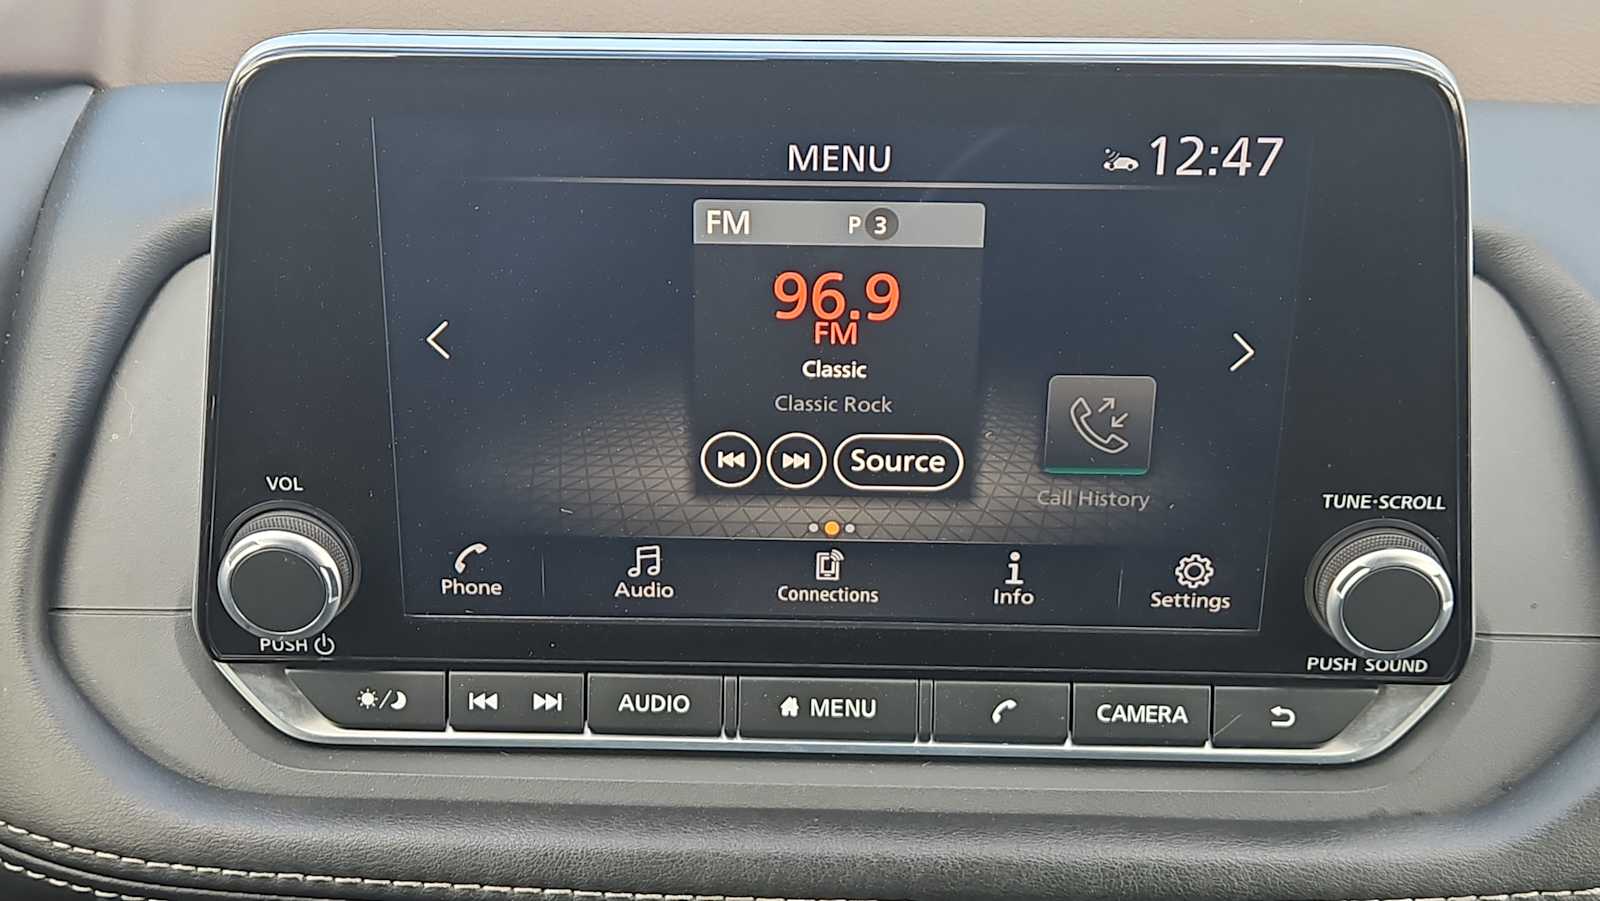 MENU
12:47
FM P 3
96.9
FM
Classic
Classic Rock
Source
Call History
VOL
TUNE·SCROLL
Phone
Audio
Connections
Info
Settings
PUSH
PUSH SOUND
AUDIO
MENU
CAMERA